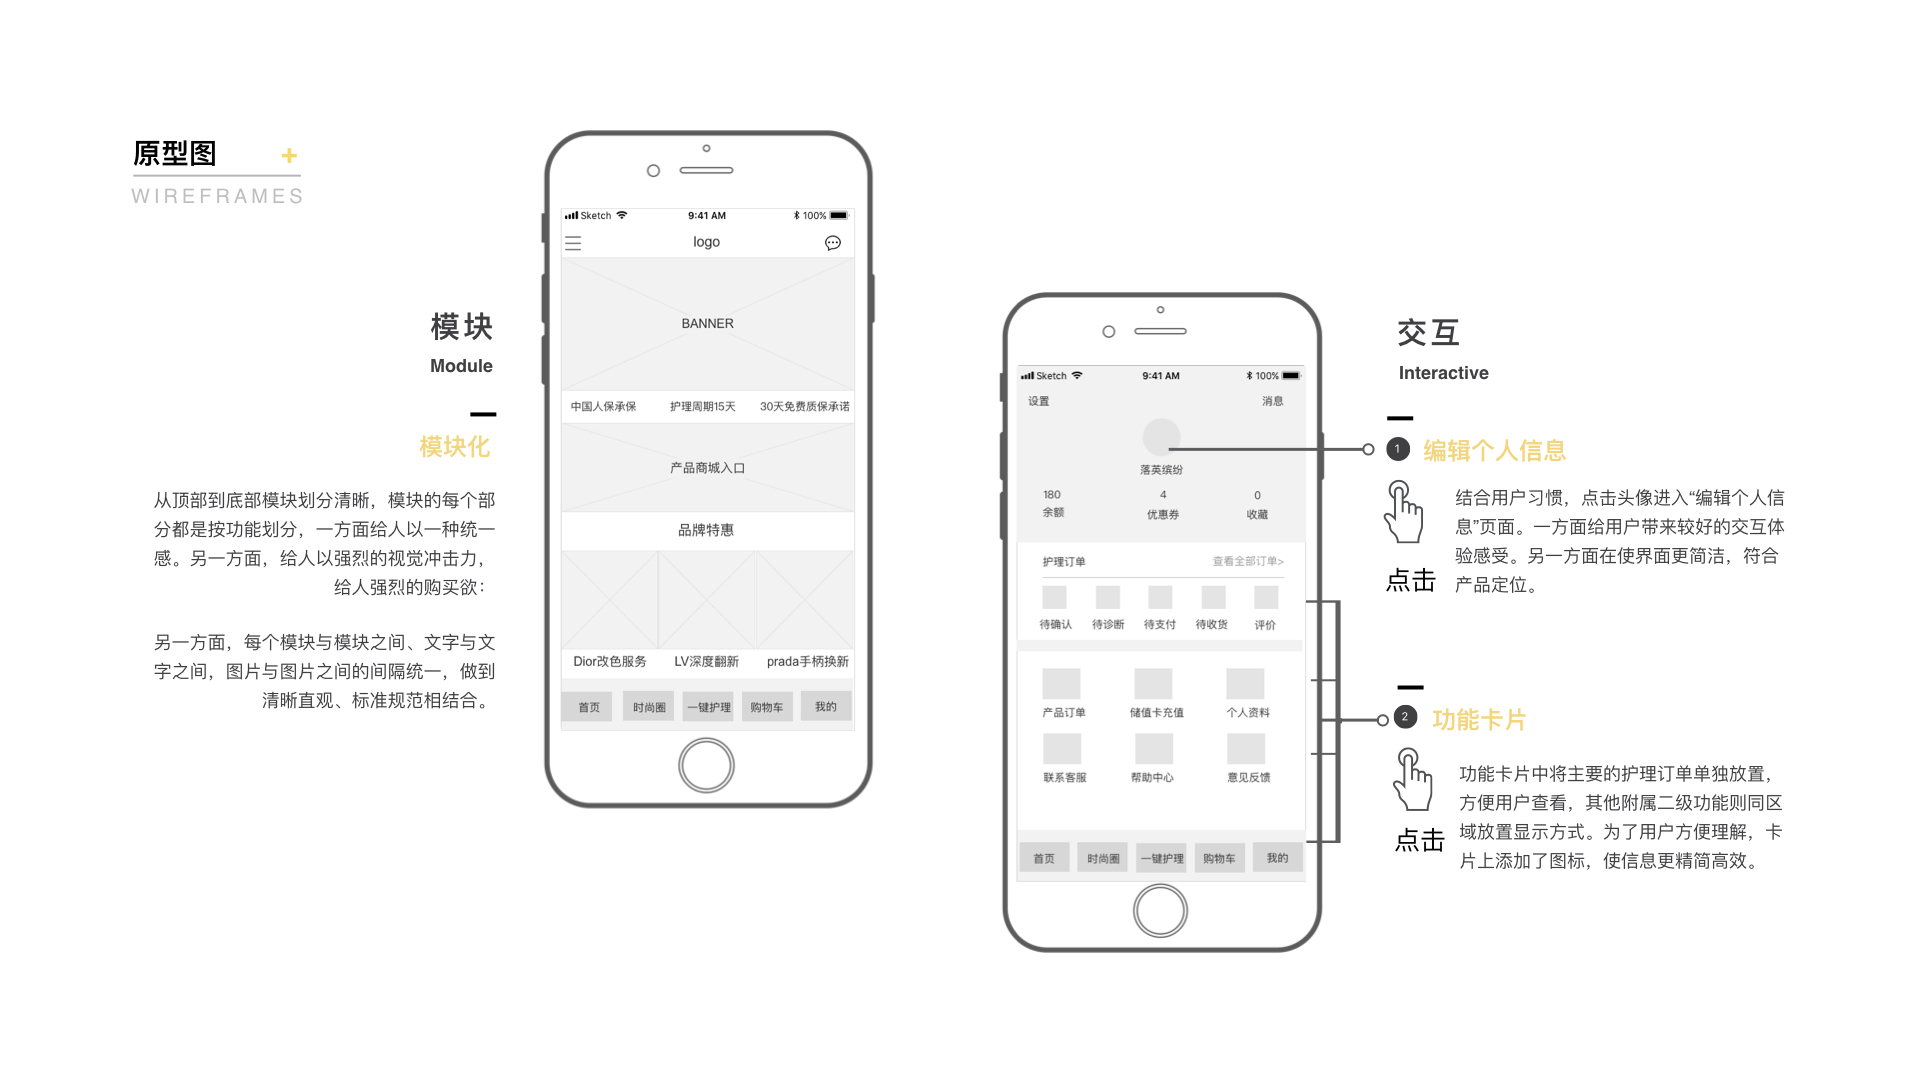 原型图 +
WIREFRAMES
模块
Module
模块化
从顶部到底部模块划分清晰，模块的每个部
分都是按功能划分，一方面给人以一种统一
感。另一方面，给人以强烈的视觉冲击力，
给人强烈的购买欲：
另一方面，每个模块与模块之间、文字与文
字之间，图片与图片之间的间隔统一，做到
清晰直观、标准规范相结合。
Sketch 9:41 AM 100%
logo
BANNER
中国人保承保 护理周期15天 30天免费质保承诺
产品商城入口
品牌特惠
Dior改色服务 LV深度翻新 prada手柄换新
首页 时尚圈 一键护理 购物车 我的
Sketch 9:41 AM 100%
设置 消息
落英缤纷
180 4 0
余额 优惠券 收藏
护理订单 查看全部订单>
待确认 待诊断 待支付 待收货 评价
产品订单 储值卡充值 个人资料
联系客服 帮助中心 意见反馈
首页 时尚圈 一键护理 购物车 我的
交互
Interactive
1 编辑个人信息
点击
结合用户习惯，点击头像进入“编辑个人信
息”页面。一方面给用户带来较好的交互体
验感受。另一方面在使界面更简洁，符合
产品定位。
2 功能卡片
点击
功能卡片中将主要的护理订单单独放置，
方便用户查看，其他附属二级功能则同区
域放置显示方式。为了用户方便理解，卡
片上添加了图标，使信息更精简高效。